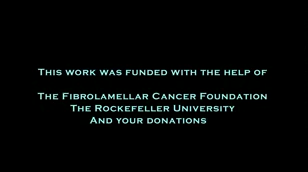 This work was funded with the help of
The Fibrolamellar Cancer Foundation
The Rockefeller University
And your donations